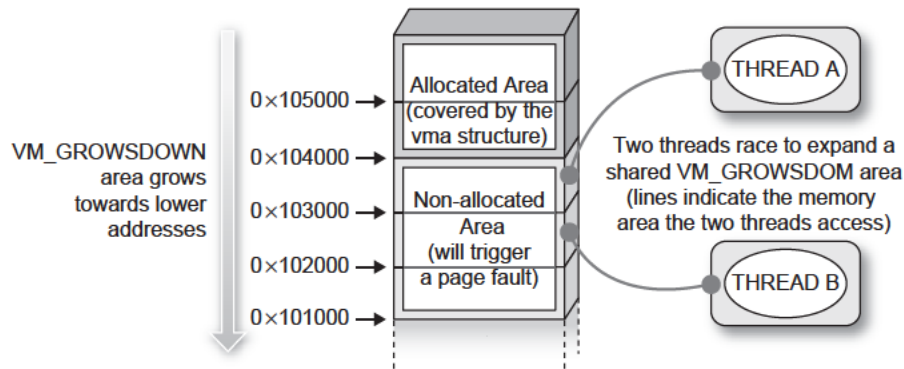 VM_GROWSDOWN
area grows
towards lower
addresses
0×105000
0×104000
0×103000
0×102000
0×101000
Allocated Area
(covered by the
vma structure)
Non-allocated
Area
(will trigger
a page fault)
THREAD A
Two threads race to expand a
shared VM_GROWSDOM area
(lines indicate the memory
area the two threads access)
THREAD B